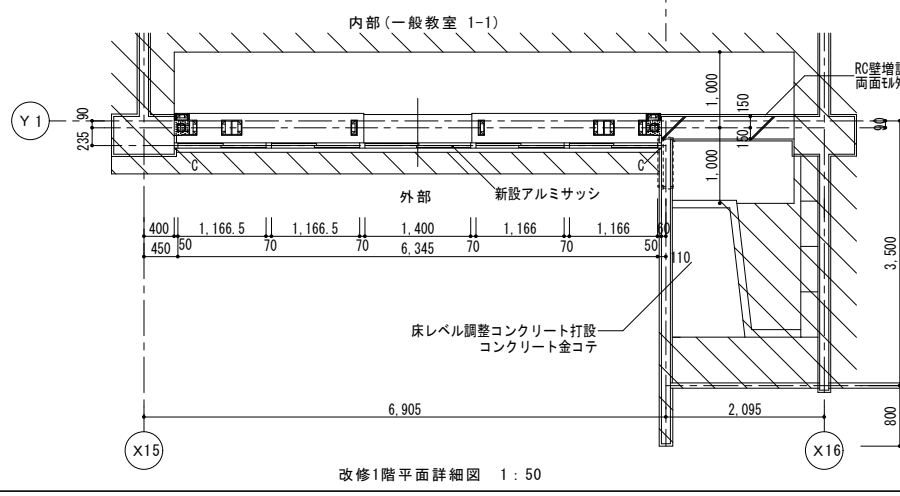 内部(一般教室 1-1)
RC壁増設
両面ﾓﾙﾀ
Y1
90
235
1,000
150
150
90
1,000
C
C
新設アルミサッシ
外部
400
1,166.5
1,166.5
1,400
1,166
1,166
60
50
70
70
70
70
50
450
6,345
110
3,500
床レベル調整コンクリート打設
コンクリート金コテ
6,905
2,095
800
X15
X16
改修1階平面詳細図 1:50